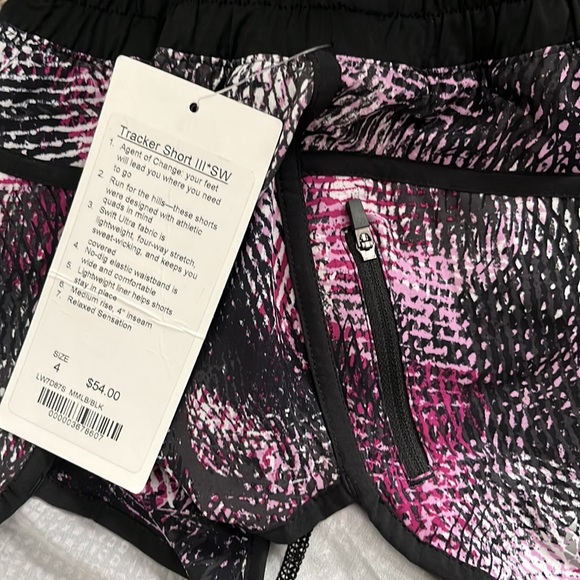 Tracker Short III*SW
1. Agent of Change: your feet
will lead you where you need
to go
2. Run for the hills—these shorts
were designed with athletic
quads in mind
3. Swift Ultra fabric is
lightweight, four-way stretch,
sweat-wicking, and keeps you
covered
4. No-dig elastic waistband is
wide and comfortable
5. Lightweight liner helps shorts
stay in place
6. Medium rise, 4" inseam
7. Relaxed Sensation
SIZE
4 $54.00
LW7D87S MMLB/BLK
000003678607